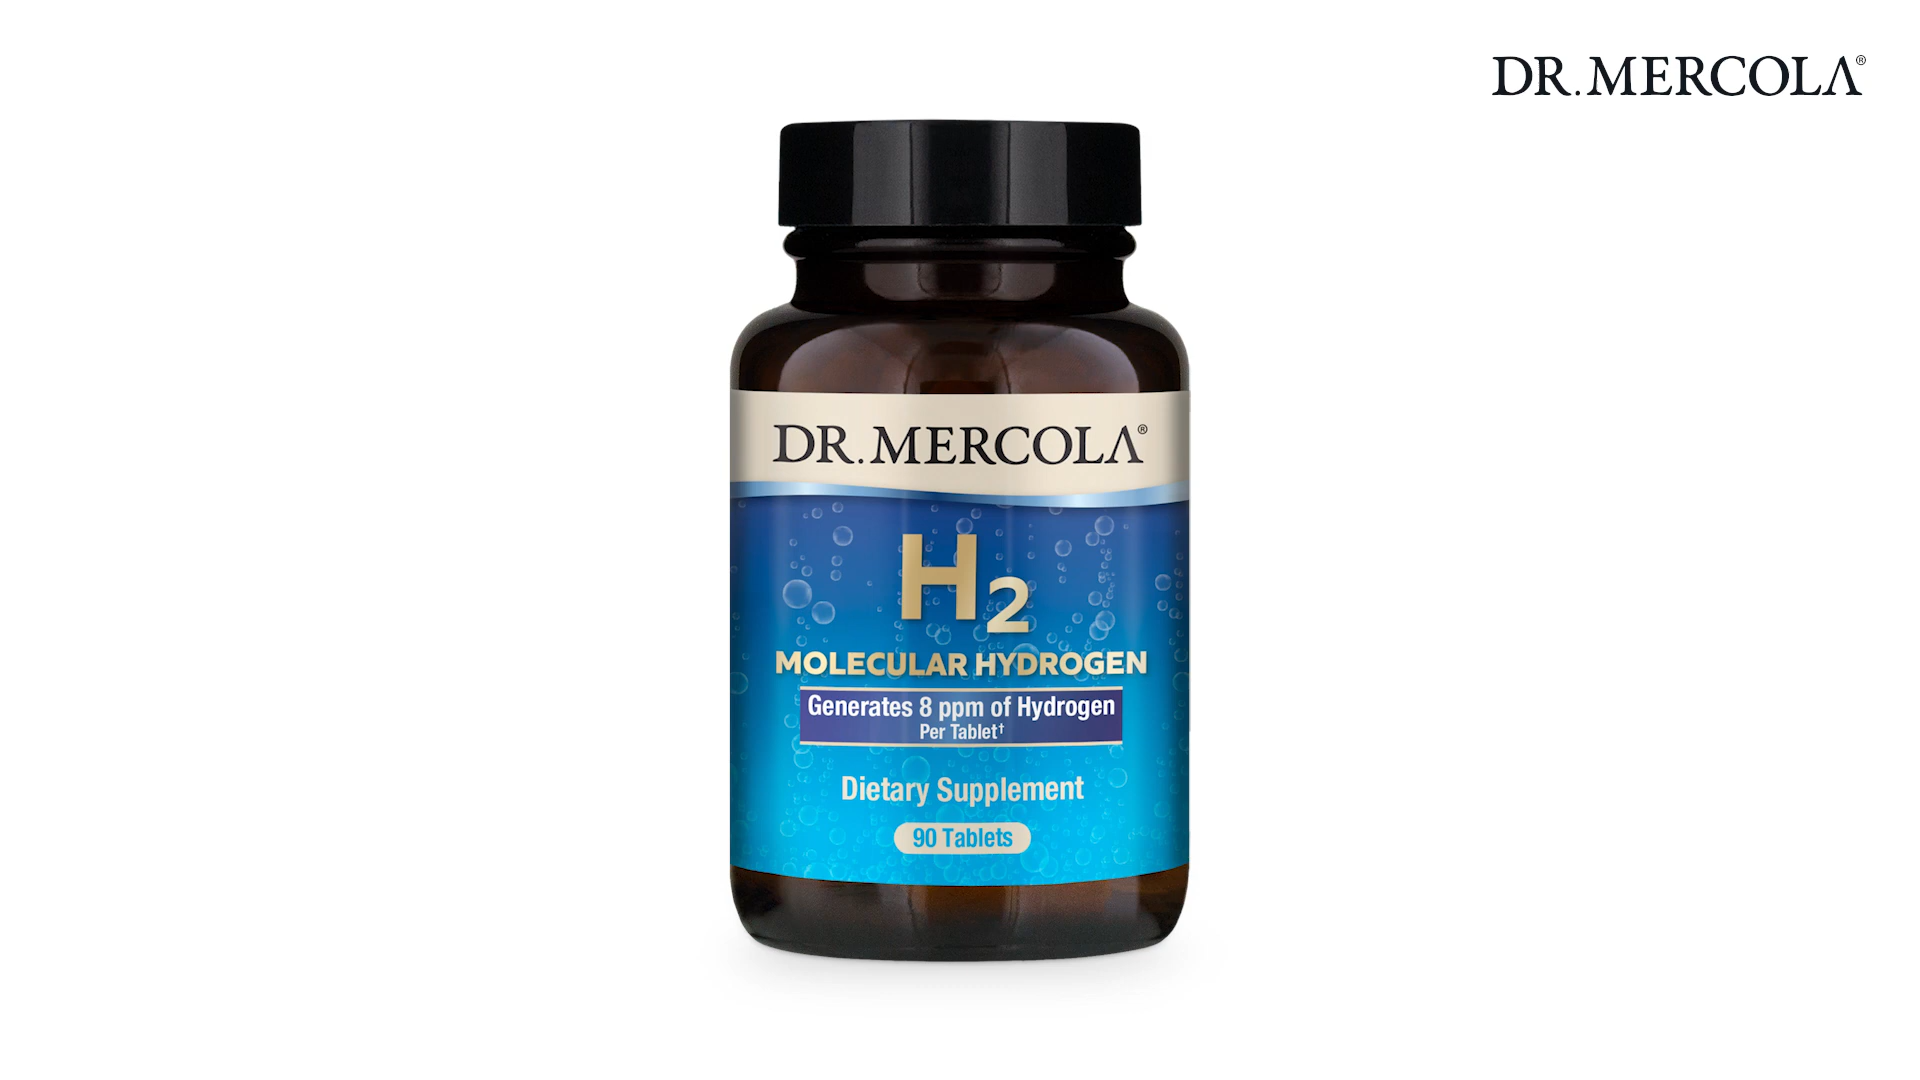 DR. MERCOLA®
DR. MERCOLA®
H₂
MOLECULAR HYDROGEN
Generates 8 ppm of Hydrogen
Per Tablet†
Dietary Supplement
90 Tablets